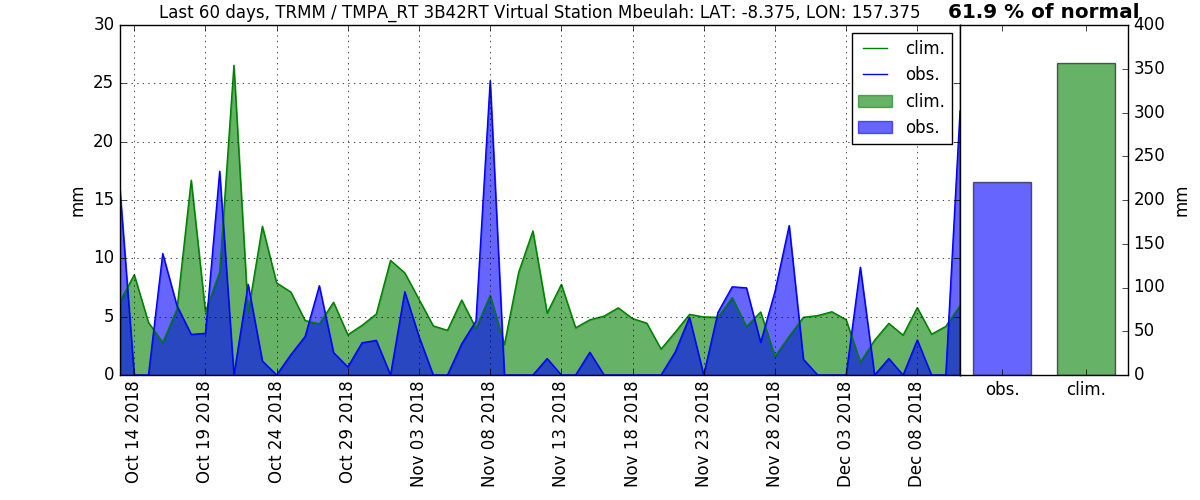 Last 60 days, TRMM / TMPA_RT 3B42RT Virtual Station Mbeulah: LAT: -8.375, LON: 157.375
61.9 % of normal
30
25
20
15
10
5
0
mm
clim.
obs.
clim.
obs.
400
350
300
250
200
150
100
50
0
mm
obs.
clim.
Oct 14 2018
Oct 19 2018
Oct 24 2018
Oct 29 2018
Nov 03 2018
Nov 08 2018
Nov 13 2018
Nov 18 2018
Nov 23 2018
Nov 28 2018
Dec 03 2018
Dec 08 2018